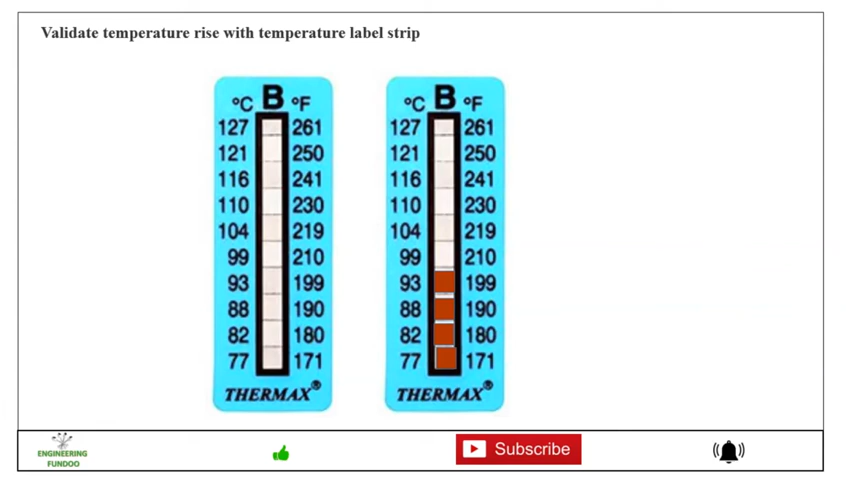 Validate temperature rise with temperature label strip
°C B °F
127 261
121 250
116 241
110 230
104 219
99 210
93 199
88 190
82 180
77 171
THERMAX®
°C B °F
127 261
121 250
116 241
110 230
104 219
99 210
93 199
88 190
82 180
77 171
THERMAX®
ENGINEERING
FUNDOO
Subscribe